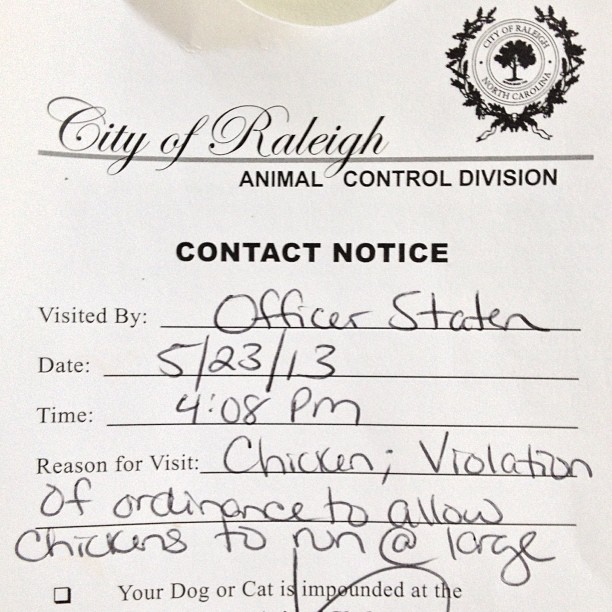 CITY OF RALEIGH
NORTH CAROLINA
City of Raleigh
ANIMAL CONTROL DIVISION
CONTACT NOTICE
Visited By: Officer Staten
Date: 5/23/13
Time: 4:08 Pm
Reason for Visit: Chicken; Violation
of ordinance to allow
Chickens to run @ large
Your Dog or Cat is impounded at the